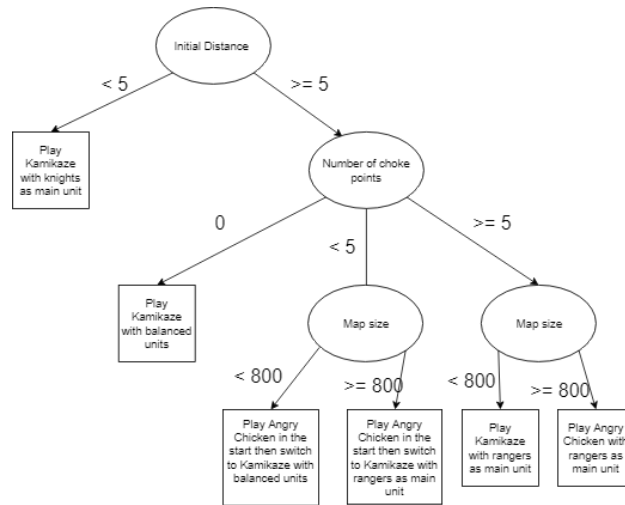 Initial Distance
< 5
>= 5
Play
Kamikaze
with knights
as main unit
Number of choke
points
0
< 5
>= 5
Play
Kamikaze
with balanced
units
Map size
Map size
< 800
>= 800
< 800
>= 800
Play Angry
Chicken in the
start then switch
to Kamikaze with
balanced units
Play Angry
Chicken in the
start then switch
to Kamikaze with
rangers as main
unit
Play
Kamikaze
with rangers
as main unit
Play Angry
Chicken with
rangers as
main unit